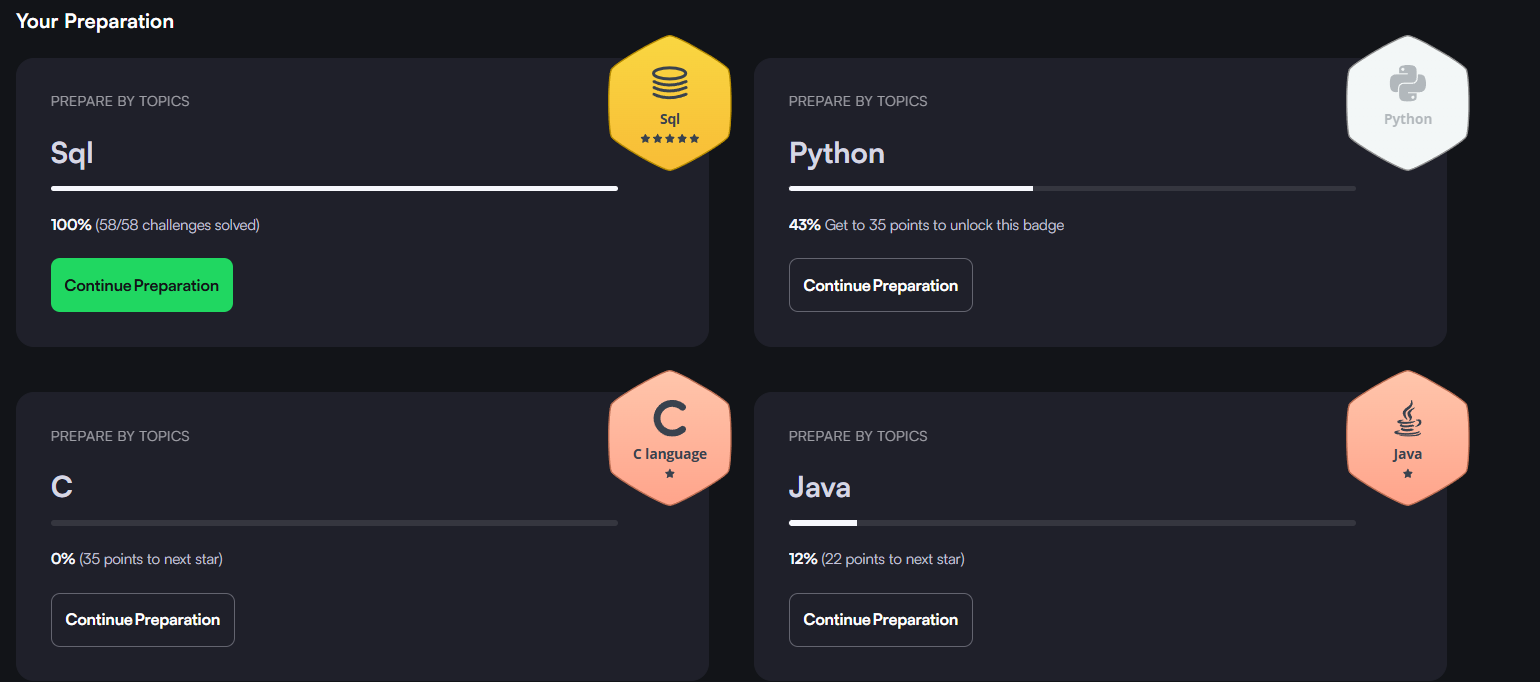 Your Preparation
PREPARE BY TOPICS
Sql
100% (58/58 challenges solved)
Continue Preparation
Sql
PREPARE BY TOPICS
Python
43% Get to 35 points to unlock this badge
Continue Preparation
Python
PREPARE BY TOPICS
C
0% (35 points to next star)
Continue Preparation
C language
PREPARE BY TOPICS
Java
12% (22 points to next star)
Continue Preparation
Java